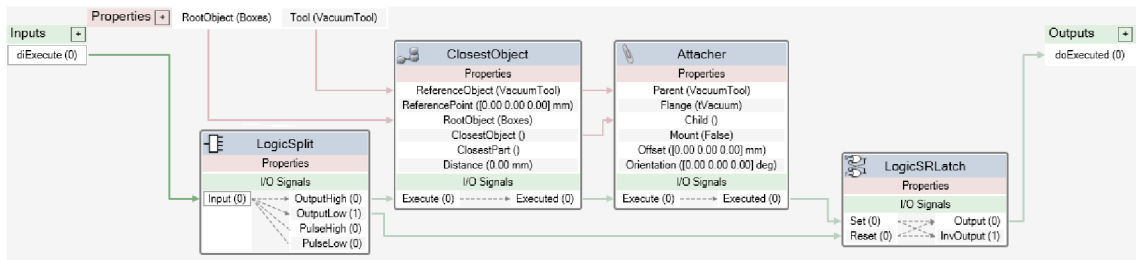 Properties +
RootObject (Boxes)
Tool (VacuumTool)
Inputs +
diExecute (0)
LogicSplit
Properties
I/O Signals
Input (0)
OutputHigh (0)
OutputLow (1)
PulseHigh (0)
PulseLow (0)
ClosestObject
Properties
ReferenceObject (VacuumTool)
ReferencePoint ([0.00 0.00 0.00] mm)
RootObject (Boxes)
ClosestObject ()
ClosestPart ()
Distance (0.00 mm)
I/O Signals
Execute (0)
Executed (0)
Attacher
Properties
Parent (VacuumTool)
Flange (tVacuum)
Child ()
Mount (False)
Offset ([0.00 0.00 0.00] mm)
Orientation ([0.00 0.00 0.00] deg)
I/O Signals
Execute (0)
Executed (0)
LogicSRLatch
Properties
I/O Signals
Set (0)
Output (0)
Reset (0)
InvOutput (1)
Outputs +
doExecuted (0)